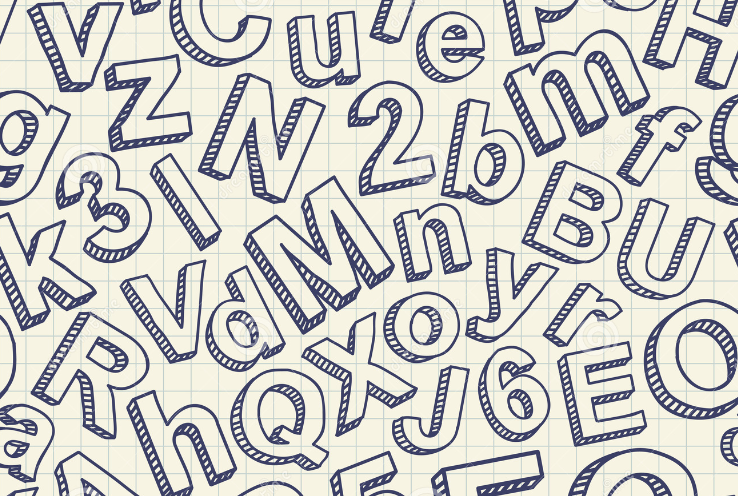 v C u e p H
z N 2 b m f
g 3 I M n B U
k V d o y r
R X J 6 E O
a h Q